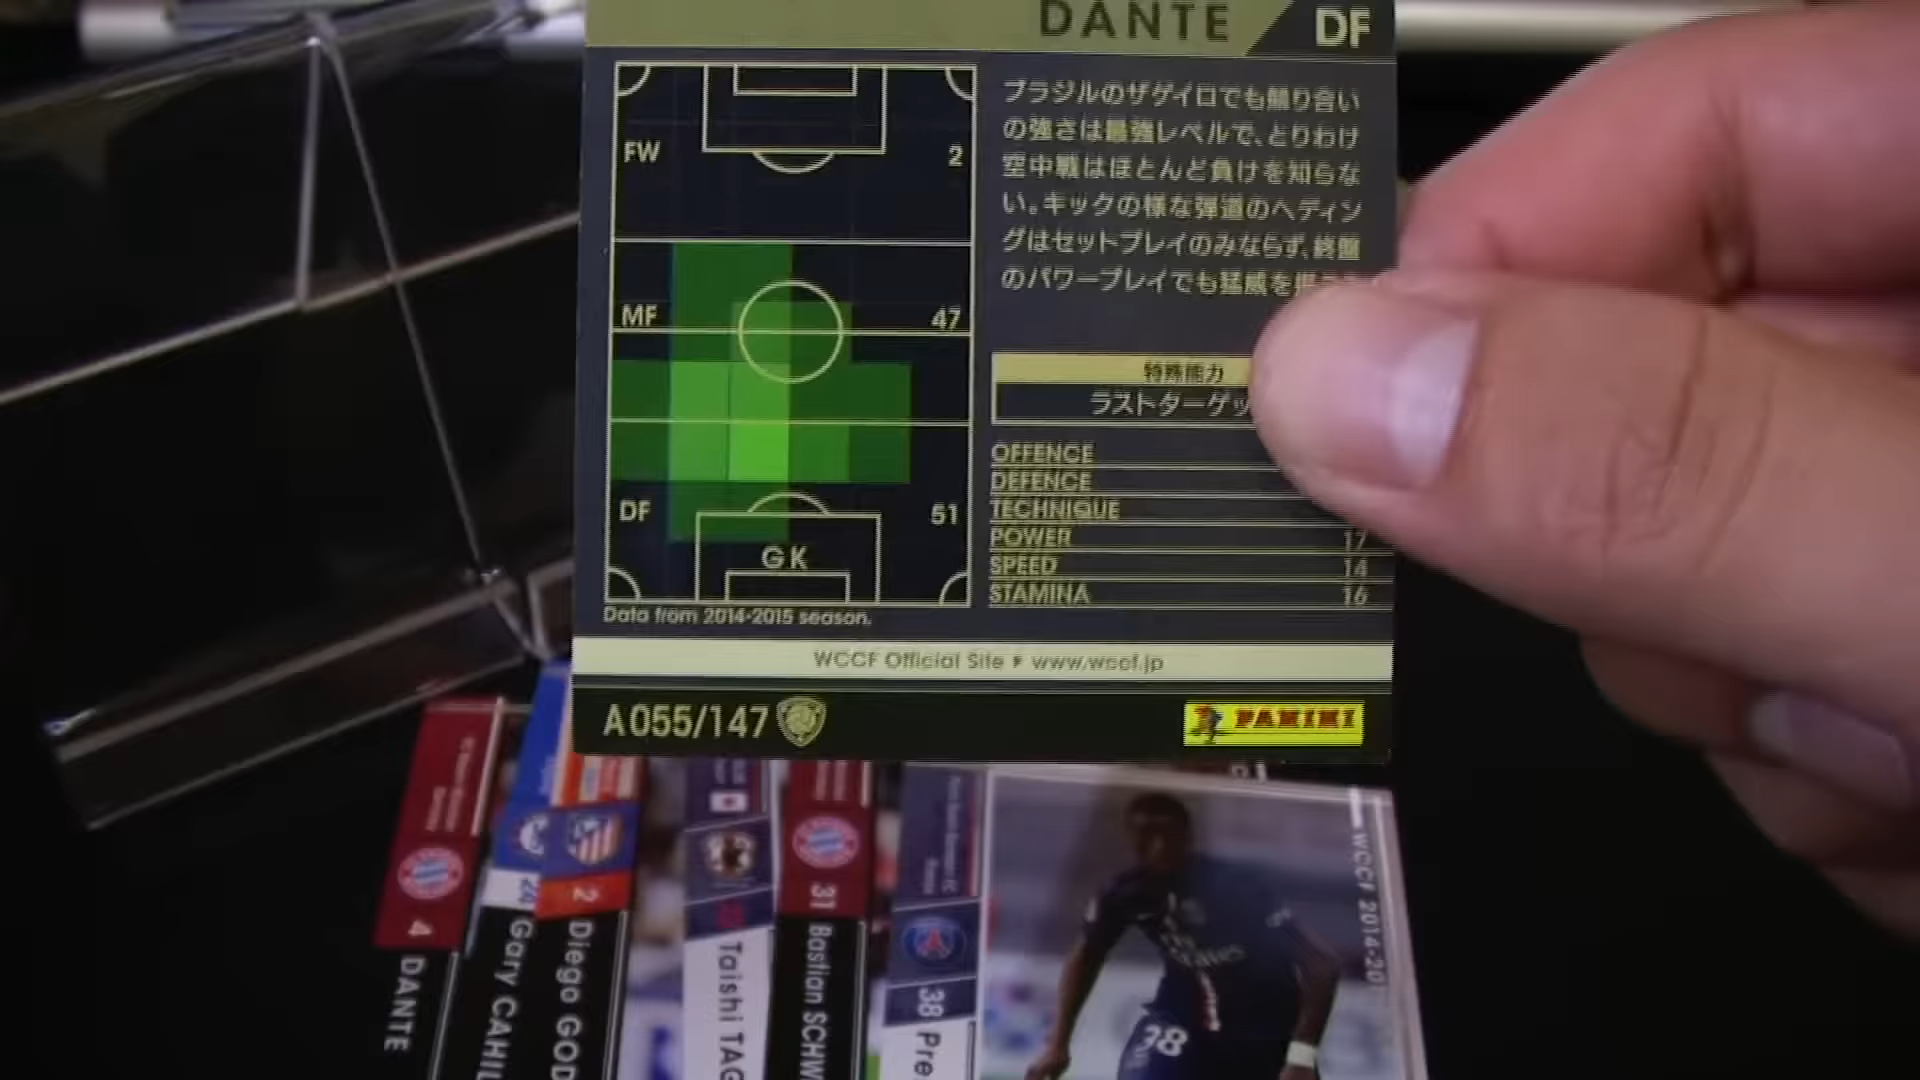 DANTE
DF
ブラジルのザゲイロでも競り合い
の強さは最強レベルで、とりわけ
空中戦はほとんど負けを知らな
い。キックの様な弾道のヘディン
グはセットプレイのみならず、終盤
のパワープレイでも猛威を
FW 2
MF 47
DF 51
GK
特殊能力
ラストターゲッ
OFFENCE
DEFENCE
TECHNIQUE
POWER 17
SPEED 14
STAMINA 16
Data from 2014-2015 season.
WCCF Official Site www.wccf.jp
A055/147
PANINI
4 DANTE
Gary CAHIL
2 Diego GOD
Taishi TAG
31 Bastian SCHW
38 Pre
WCCF 2014-20
38